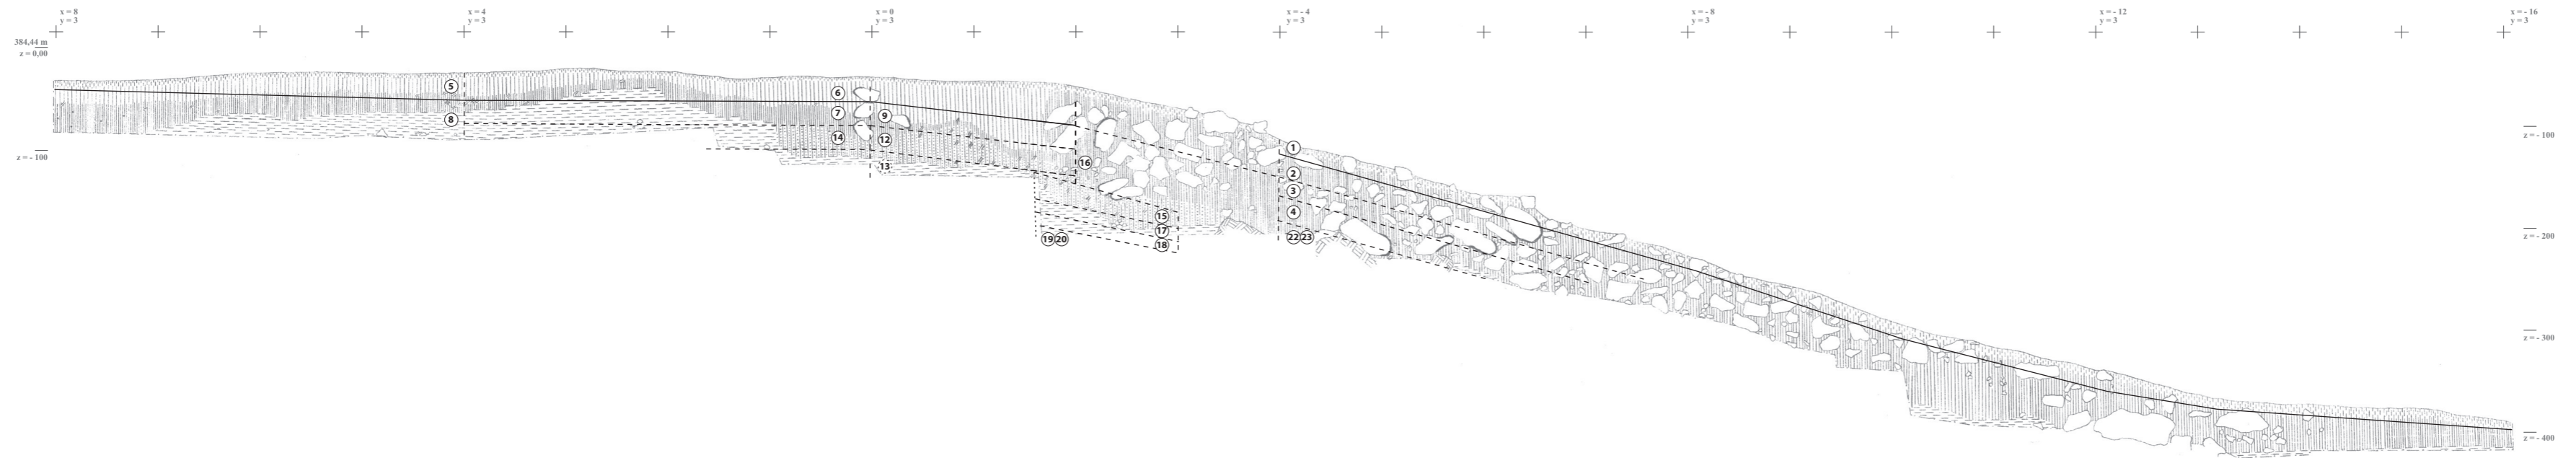 x = 8
y = 3
x = 4
y = 3
x = 0
y = 3
x = - 4
y = 3
x = - 8
y = 3
x = - 12
y = 3
x = - 16
y = 3
384,44 m
z = 0,00
z = - 100
5
8
6
7
14
9
12
13
16
15
17
18
19 20
1
2
3
4
22 23
z = - 100
z = - 200
z = - 300
z = - 400